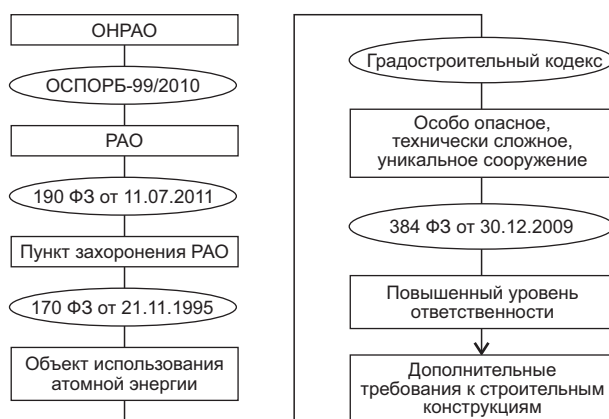 ОНРАО
ОСПОРБ-99/2010
РАО
190 ФЗ от 11.07.2011
Пункт захоронения РАО
170 ФЗ от 21.11.1995
Объект использования
атомной энергии
Градостроительный кодекс
Особо опасное,
технически сложное,
уникальное сооружение
384 ФЗ от 30.12.2009
Повышенный уровень
ответственности
Дополнительные
требования к строительным
конструкциям